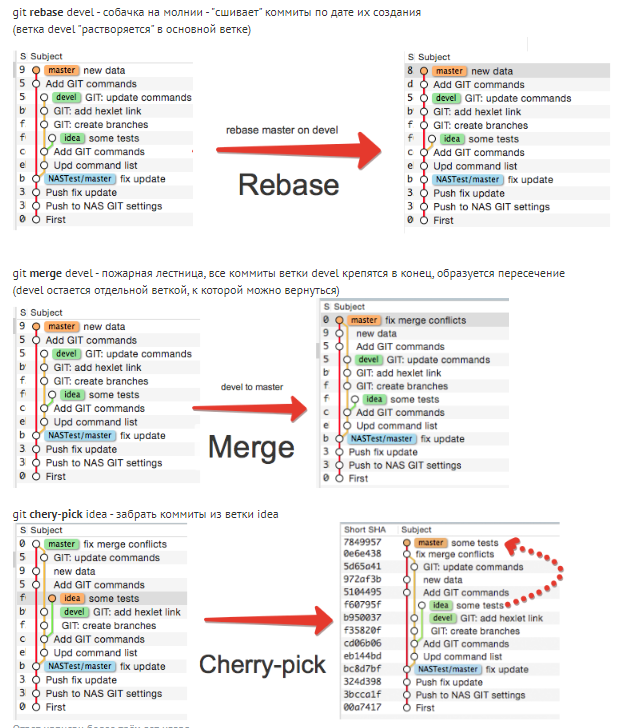 git rebase devel - собачка на молнии - "сшивает" коммиты по дате их создания
(ветка devel "растворяется" в основной ветке)
S Subject
9 master new data
5 Add GIT commands
5 devel GIT: update commands
b GIT: add hexlet link
f GIT: create branches
f idea some tests
c Add GIT commands
e Upd command list
b NASTest/master fix update
3 Push fix update
3 Push to NAS GIT settings
0 First
rebase master on devel
Rebase
S Subject
8 master new data
d Add GIT commands
5 devel GIT: update commands
b GIT: add hexlet link
f GIT: create branches
f idea some tests
c Add GIT commands
e Upd command list
b NASTest/master fix update
3 Push fix update
3 Push to NAS GIT settings
0 First
git merge devel - пожарная лестница, все коммиты ветки devel крепятся в конец, образуется пересечение
(devel остается отдельной веткой, к которой можно вернуться)
S Subject
9 master new data
5 Add GIT commands
5 devel GIT: update commands
b GIT: add hexlet link
f GIT: create branches
f idea some tests
c Add GIT commands
e Upd command list
b NASTest/master fix update
3 Push fix update
3 Push to NAS GIT settings
0 First
devel to master
Merge
S Subject
0 master fix merge conflicts
9 new data
5 Add GIT commands
5 devel GIT: update commands
b GIT: add hexlet link
f GIT: create branches
f idea some tests
c Add GIT commands
e Upd command list
b NASTest/master fix update
3 Push fix update
3 Push to NAS GIT settings
0 First
git chery-pick idea - забрать коммиты из ветки idea
S Subject
0 master fix merge conflicts
5 GIT: update commands
9 new data
5 Add GIT commands
f idea some tests
b devel GIT: add hexlet link
f GIT: create branches
c Add GIT commands
e Upd command list
b NASTest/master fix update
3 Push fix update
3 Push to NAS GIT settings
0 First
Cherry-pick
Short SHA Subject
7849957 master some tests
0e6e438 fix merge conflicts
5d65a41 GIT: update commands
972af3b new data
5104495 Add GIT commands
f60795f idea some tests
b950037 devel GIT: add hexlet link
f35820f GIT: create branches
cd06b06 Add GIT commands
eb144bd Upd command list
bc8d7bf NASTest/master fix update
324d398 Push fix update
3bcca1f Push to NAS GIT settings
00a7417 First